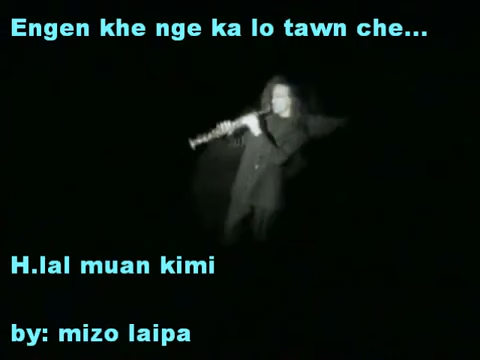 Engen khe nge ka lo tawn che...
H.lal muan kimi
by: mizo laipa